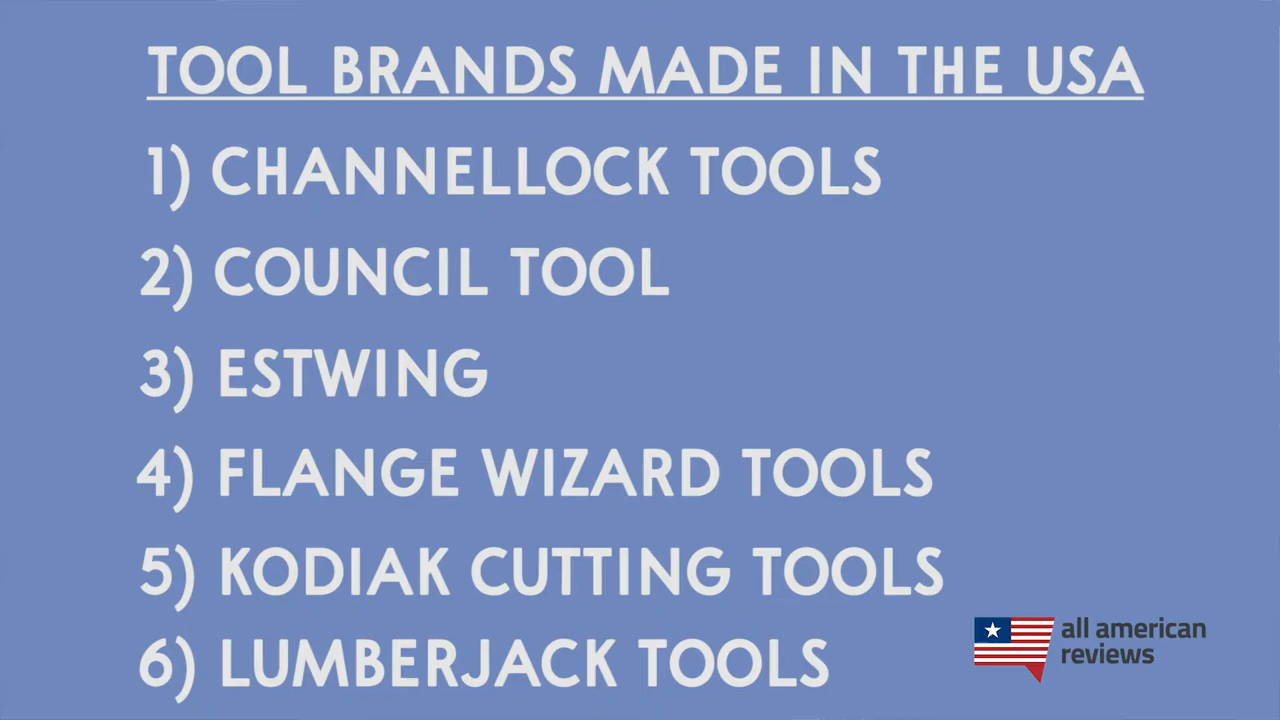 TOOL BRANDS MADE IN THE USA
1) CHANNELLOCK TOOLS
2) COUNCIL TOOL
3) ESTWING
4) FLANGE WIZARD TOOLS
5) KODIAK CUTTING TOOLS
6) LUMBERJACK TOOLS
all american
reviews